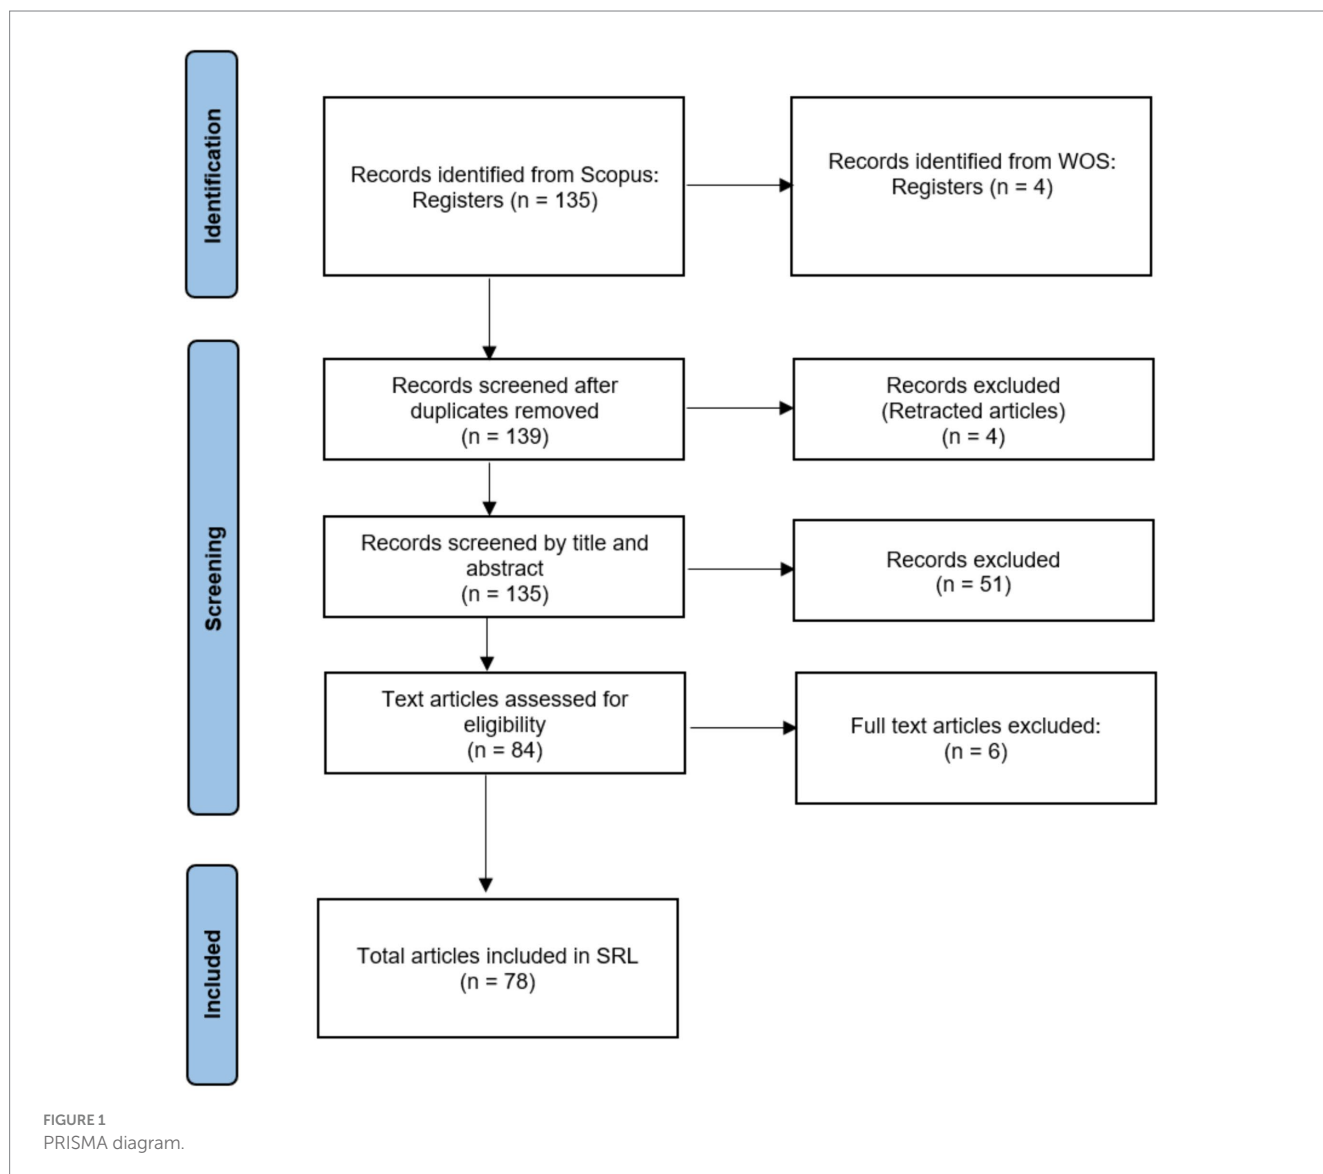 Identification
Records identified from Scopus:
Registers (n = 135)
Records identified from WOS:
Registers (n = 4)
Screening
Records screened after
duplicates removed
(n = 139)
Records excluded
(Retracted articles)
(n = 4)
Records screened by title and
abstract
(n = 135)
Records excluded
(n = 51)
Text articles assessed for
eligibility
(n = 84)
Full text articles excluded:
(n = 6)
Included
Total articles included in SRL
(n = 78)
FIGURE 1
PRISMA diagram.